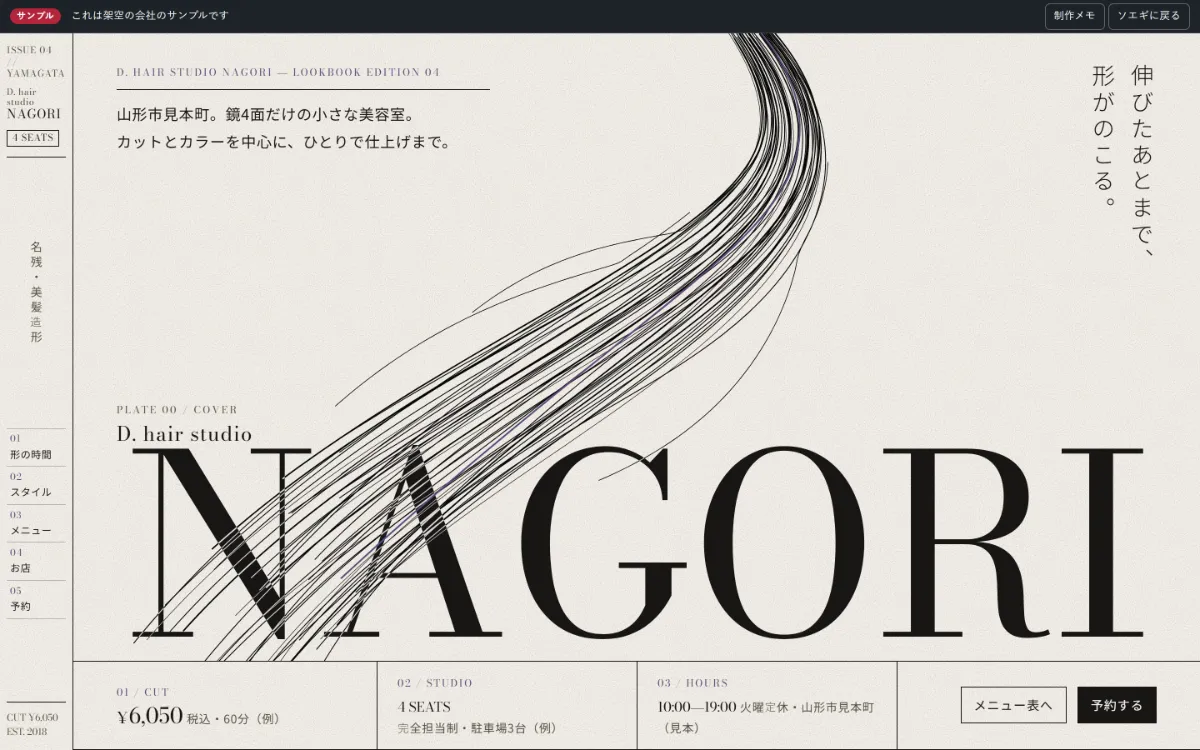 サンプル これは架空の会社のサンプルです
制作メモ
ソエギに戻る
ISSUE 04
//
YAMAGATA
D. hair
studio
NAGORI
4 SEATS
名残・美髪造形
01
形の時間
02
スタイル
03
メニュー
04
お店
05
予約
CUT ¥6,050
EST. 2018
D. HAIR STUDIO NAGORI — LOOKBOOK EDITION 04
山形市見本町。鏡4面だけの小さな美容室。
カットとカラーを中心に、ひとりで仕上げまで。
伸びたあとまで、
形がのこる。
PLATE 00 / COVER
D. hair studio
NAGORI
01 / CUT
¥6,050 税込・60分（例）
02 / STUDIO
4 SEATS
完全担当制・駐車場3台（例）
03 / HOURS
10:00—19:00 火曜定休・山形市見本町
（見本）
メニュー表へ
予約する